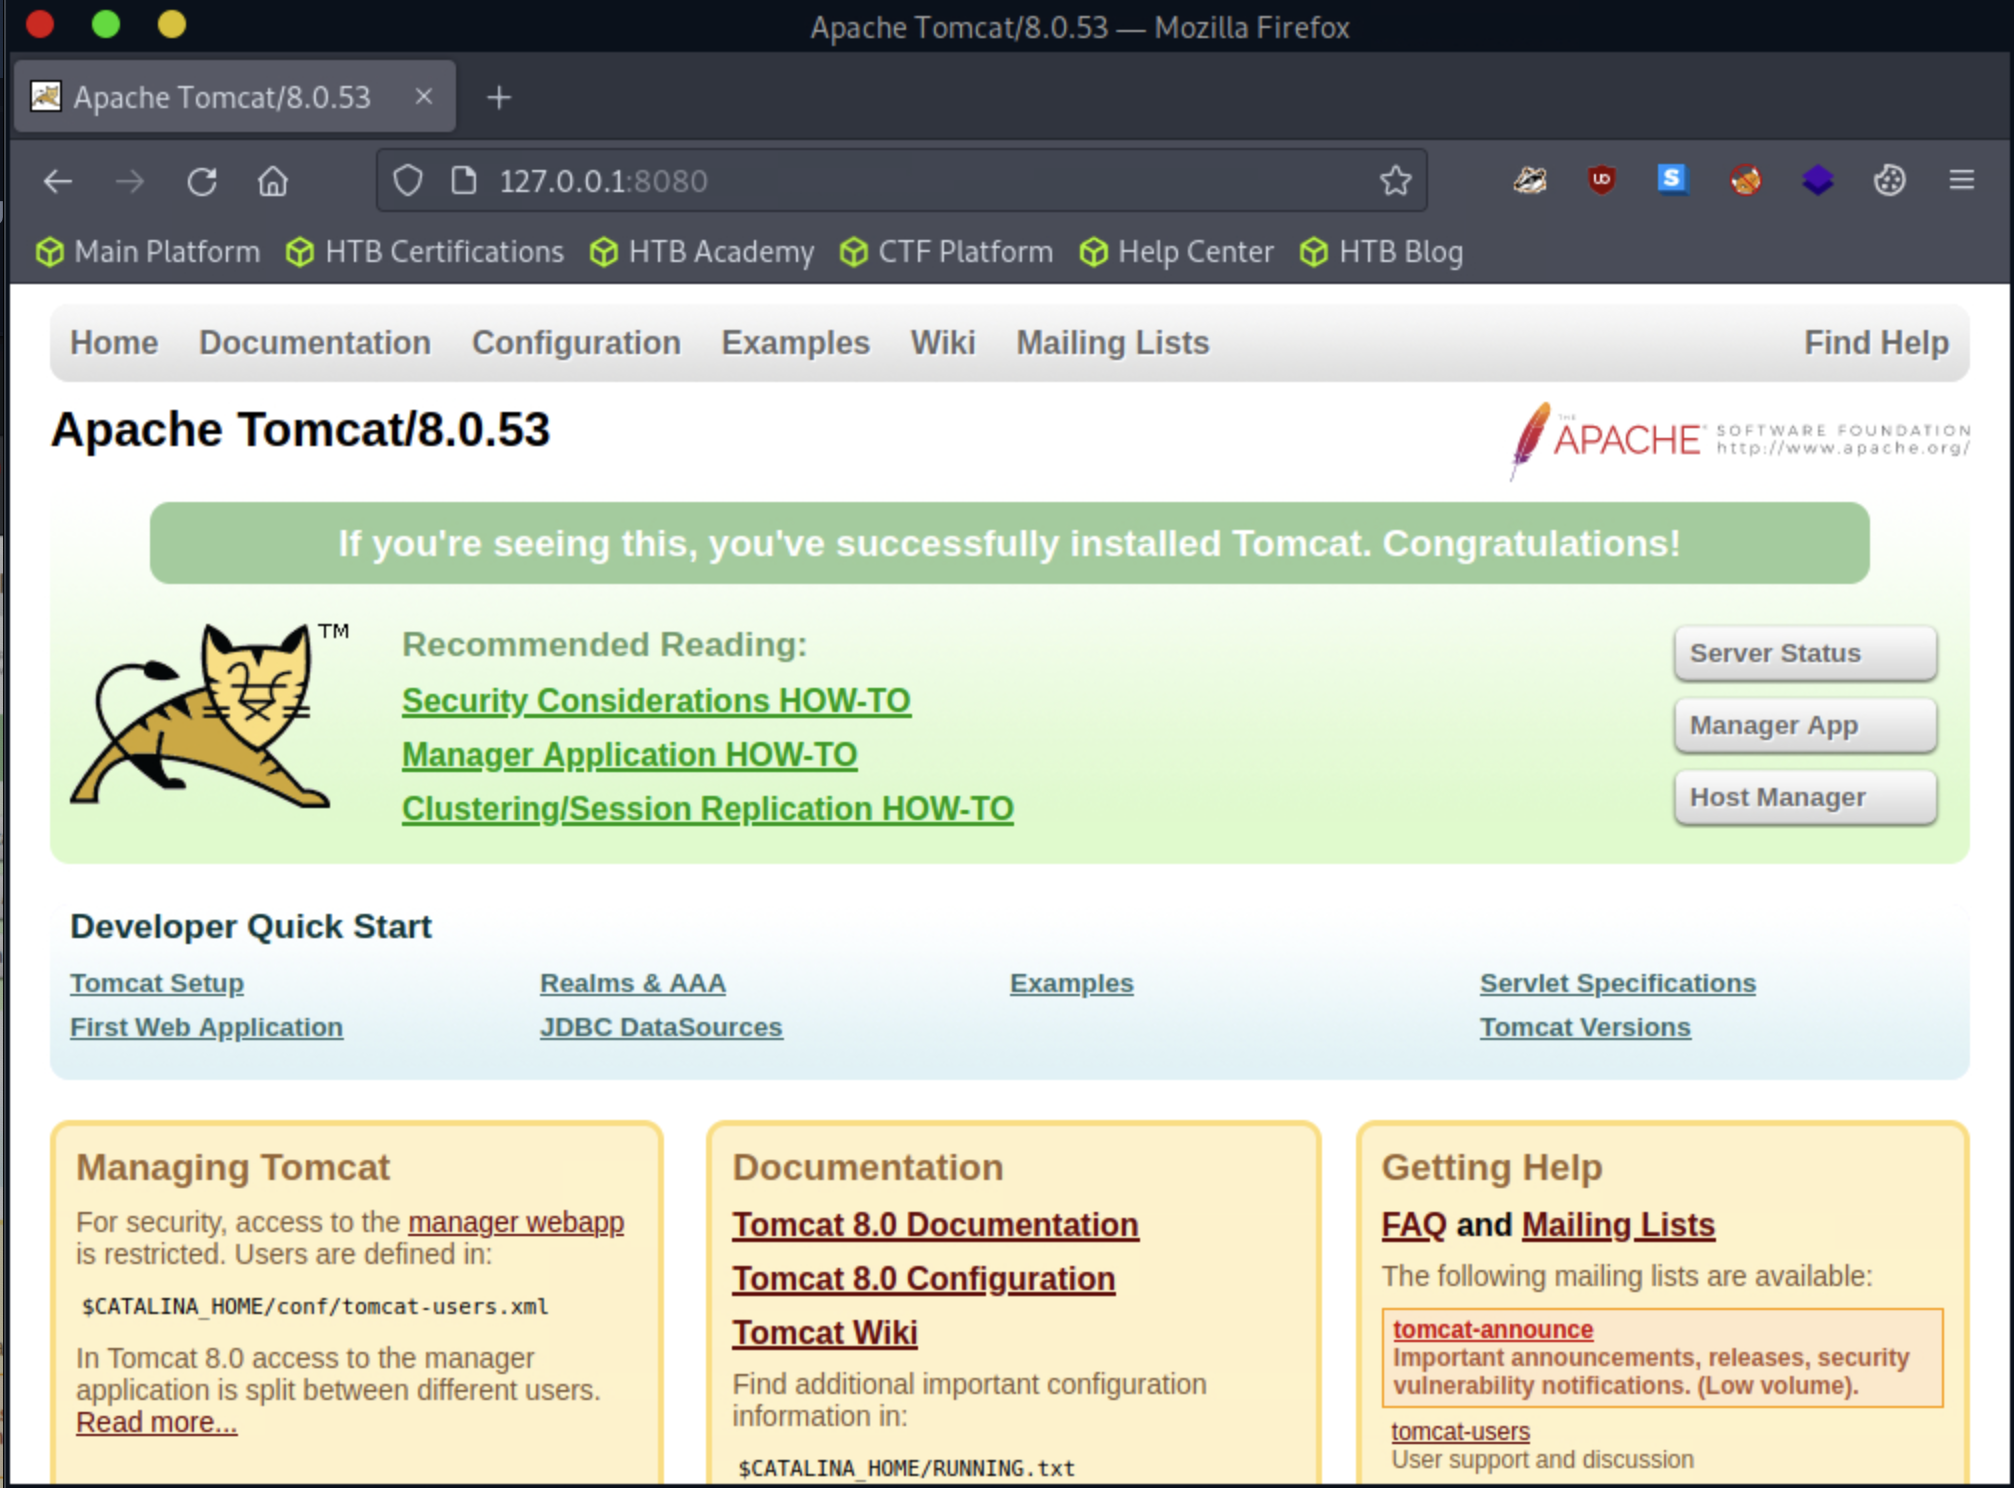 Apache Tomcat/8.0.53 — Mozilla Firefox
Apache Tomcat/8.0.53
127.0.0.1:8080
Main Platform HTB Certifications HTB Academy CTF Platform Help Center HTB Blog
Home Documentation Configuration Examples Wiki Mailing Lists Find Help
Apache Tomcat/8.0.53
THE
APACHE SOFTWARE FOUNDATION
http://www.apache.org/
If you're seeing this, you've successfully installed Tomcat. Congratulations!
TM
Recommended Reading:
Security Considerations HOW-TO
Manager Application HOW-TO
Clustering/Session Replication HOW-TO
Server Status
Manager App
Host Manager
Developer Quick Start
Tomcat Setup
First Web Application
Realms & AAA
JDBC DataSources
Examples
Servlet Specifications
Tomcat Versions
Managing Tomcat
For security, access to the manager webapp
is restricted. Users are defined in:
$CATALINA_HOME/conf/tomcat-users.xml
In Tomcat 8.0 access to the manager
application is split between different users.
Read more...
Documentation
Tomcat 8.0 Documentation
Tomcat 8.0 Configuration
Tomcat Wiki
Find additional important configuration
information in:
$CATALINA_HOME/RUNNING.txt
Getting Help
FAQ and Mailing Lists
The following mailing lists are available:
tomcat-announce
Important announcements, releases, security
vulnerability notifications. (Low volume).
tomcat-users
User support and discussion